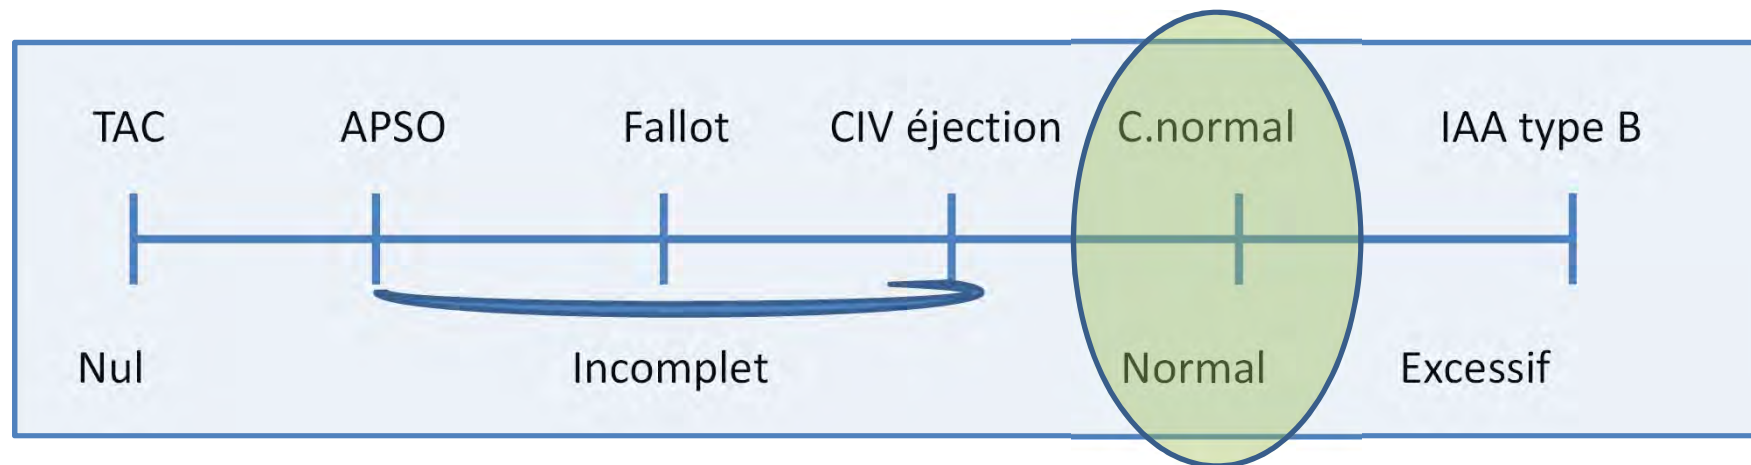 TAC APSO Fallot CIV éjection C.normal IAA type B
Nul Incomplet Normal Excessif